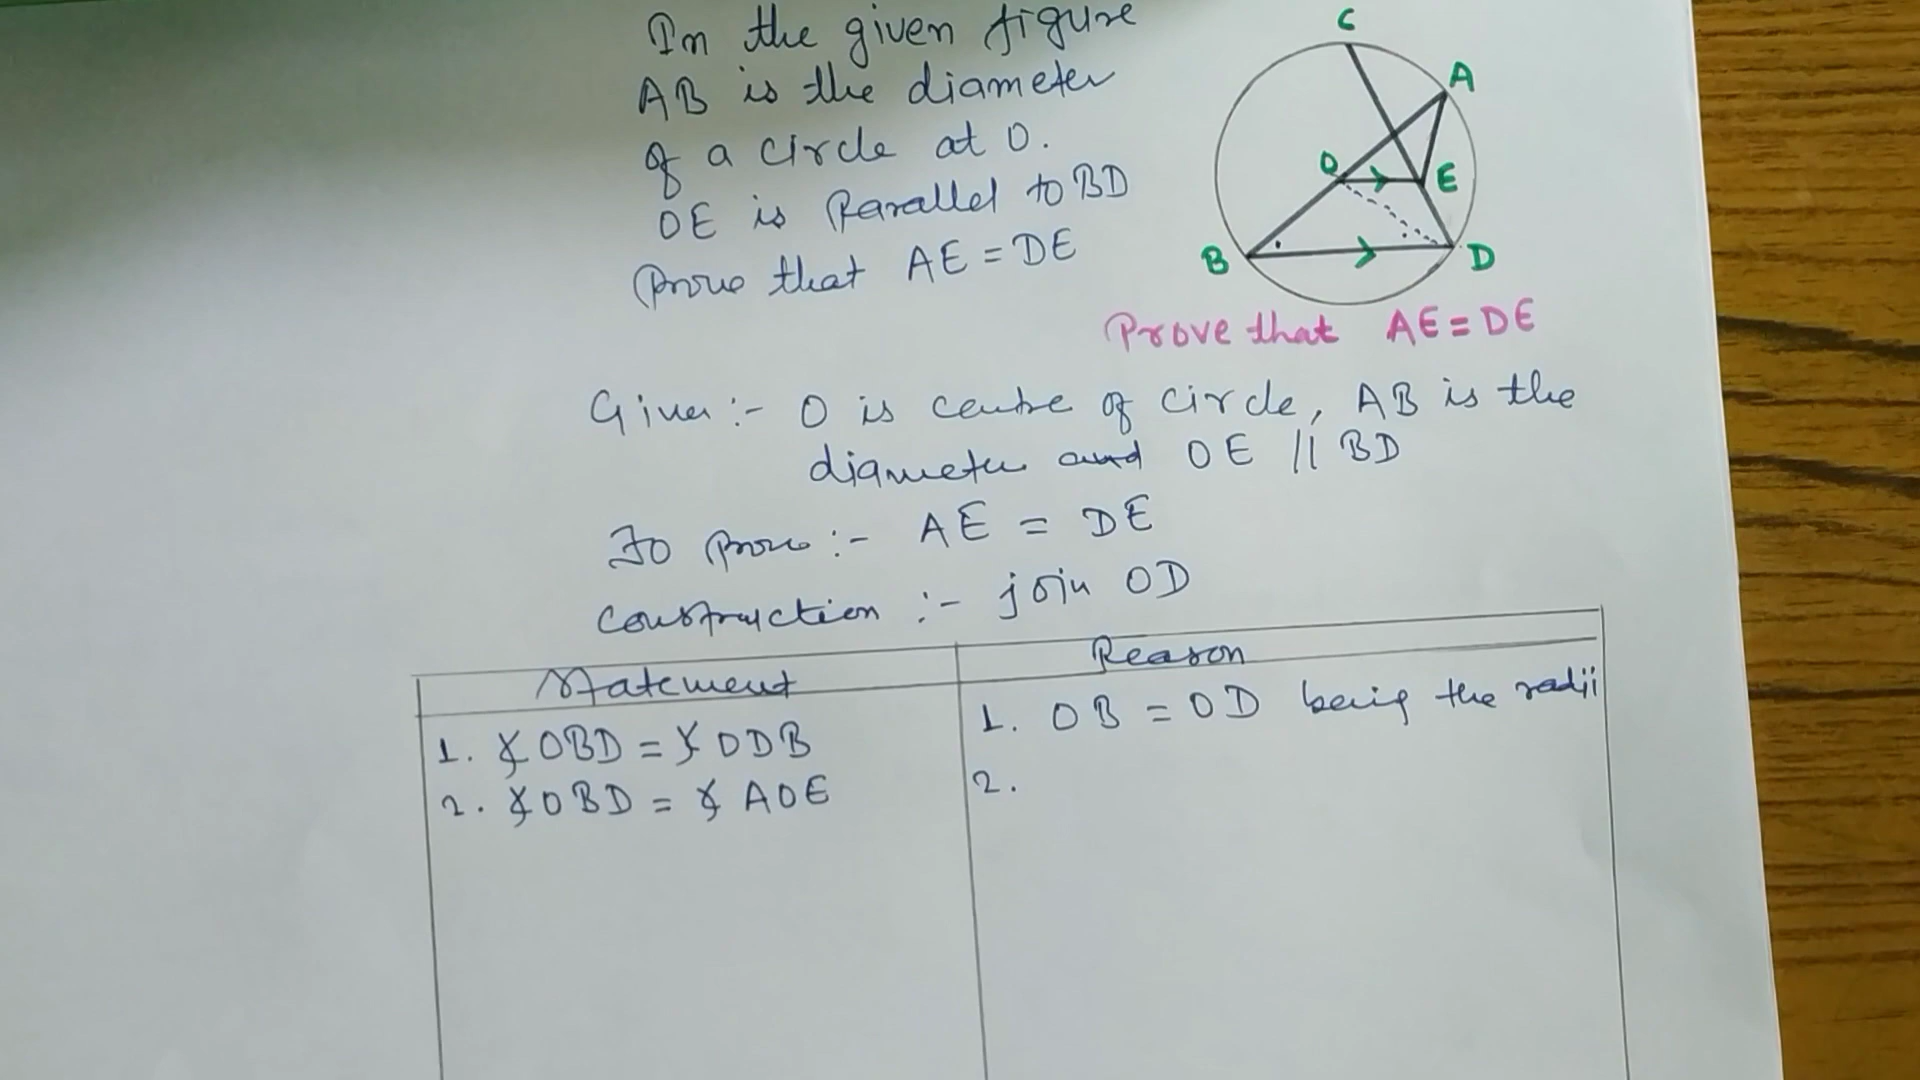 In the given figure
AB is the diameter
of a circle at O.
OE is Parallel to BD
Prove that AE = DE
C
A
O
E
B
D
Prove that AE = DE
Given :- O is centre of circle, AB is the
diameter and OE // BD
To prove :- AE = DE
Construction :- join OD
Statement
Reason
1. ∠OBD = ∠ODB
1. OB = OD being the radii
2. ∠OBD = ∠AOE
2.